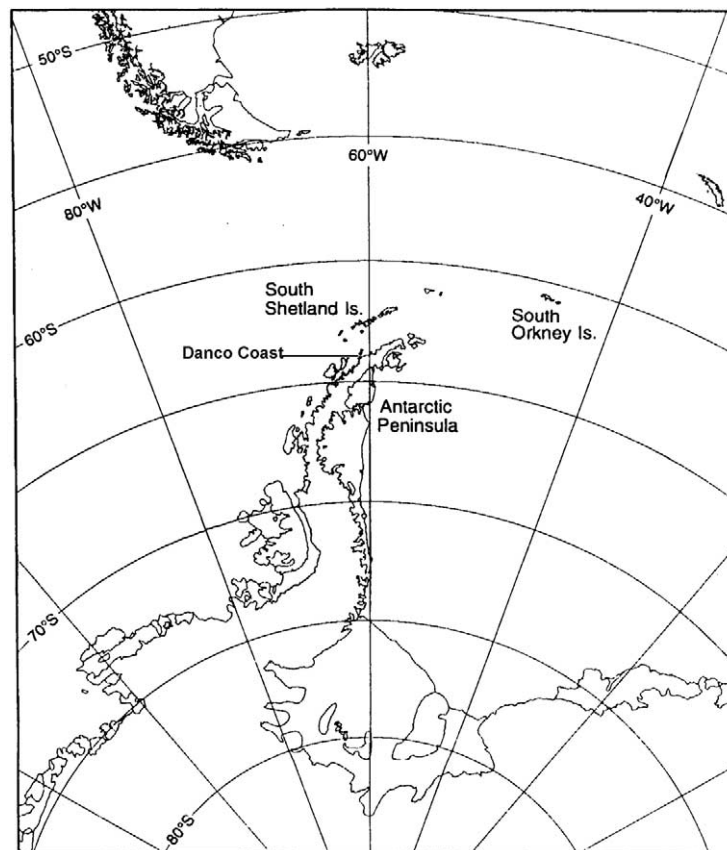 50°S
60°W
80°W
40°W
60°S
South
Shetland Is.
South
Orkney Is.
Danco Coast
Antarctic
Peninsula
70°S
80°S